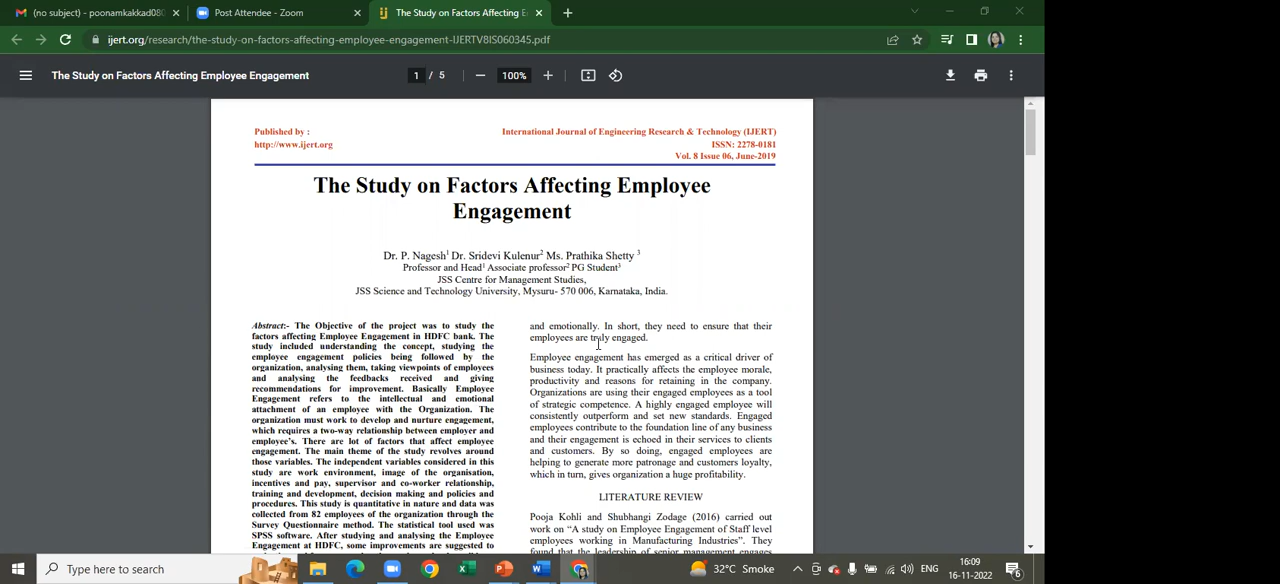 (no subject) - poonamkakkad080
Post Attendee - Zoom
The Study on Factors Affecting E
ijert.org/research/the-study-on-factors-affecting-employee-engagement-IJERTV8IS060345.pdf
The Study on Factors Affecting Employee Engagement
1 / 5
100%
Published by :
http://www.ijert.org
International Journal of Engineering Research & Technology (IJERT)
ISSN: 2278-0181
Vol. 8 Issue 06, June-2019
The Study on Factors Affecting Employee
Engagement
Dr. P. Nagesh1 Dr. Sridevi Kulenur2 Ms. Prathika Shetty 3
Professor and Head1 Associate professor2 PG Student3
JSS Centre for Management Studies,
JSS Science and Technology University, Mysuru- 570 006, Karnataka, India.
Abstract:- The Objective of the project was to study the
factors affecting Employee Engagement in HDFC bank. The
study included understanding the concept, studying the
employee engagement policies being followed by the
organization, analysing them, taking viewpoints of employees
and analysing the feedbacks received and giving
recommendations for improvement. Basically Employee
Engagement refers to the intellectual and emotional
attachment of an employee with the Organization. The
organization must work to develop and nurture engagement,
which requires a two-way relationship between employer and
employee's. There are lot of factors that affect employee
engagement. The main theme of the study revolves around
those variables. The independent variables considered in this
study are work environment, image of the organisation,
incentives and pay, supervisor and co-worker relationship,
training and development, decision making and policies and
procedures. This study is quantitative in nature and data was
collected from 82 employees of the organization through the
Survey Questionnaire method. The statistical tool used was
SPSS software. After studying and analysing the Employee
Engagement at HDFC, some improvements are suggested to
and emotionally. In short, they need to ensure that their
employees are truly engaged.
Employee engagement has emerged as a critical driver of
business today. It practically affects the employee morale,
productivity and reasons for retaining in the company.
Organizations are using their engaged employees as a tool
of strategic competence. A highly engaged employee will
consistently outperform and set new standards. Engaged
employees contribute to the foundation line of any business
and their engagement is echoed in their services to clients
and customers. By so doing, engaged employees are
helping to generate more patronage and customers loyalty,
which in turn, gives organization a huge profitability.
LITERATURE REVIEW
Pooja Kohli and Shubhangi Zodage (2016) carried out
work on "A study on Employee Engagement of Staff level
employees working in Manufacturing Industries". They
found that the leadership of senior management engages
Type here to search
32°C Smoke
ENG
16:09
16-11-2022
6